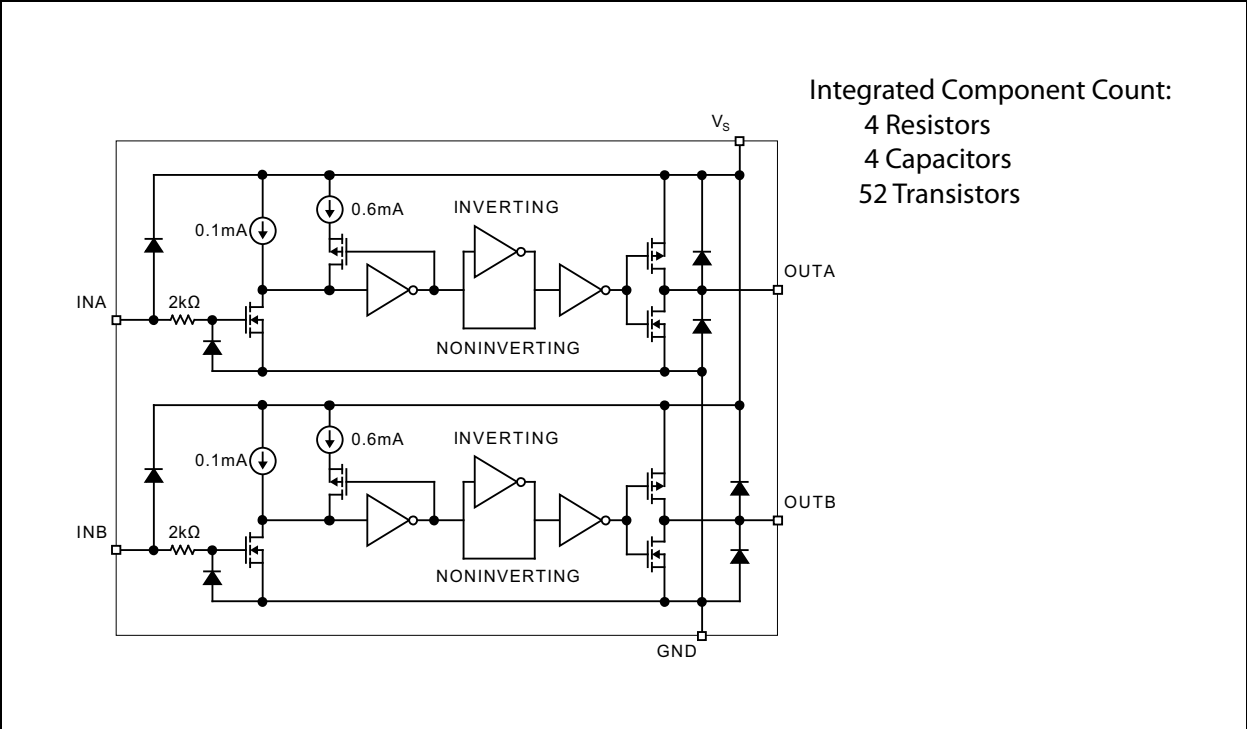 Integrated Component Count:
4 Resistors
4 Capacitors
52 Transistors
VS
0.6mA
INVERTING
0.1mA
OUTA
INA
2kΩ
NONINVERTING
0.6mA
INVERTING
0.1mA
OUTB
INB
2kΩ
NONINVERTING
GND